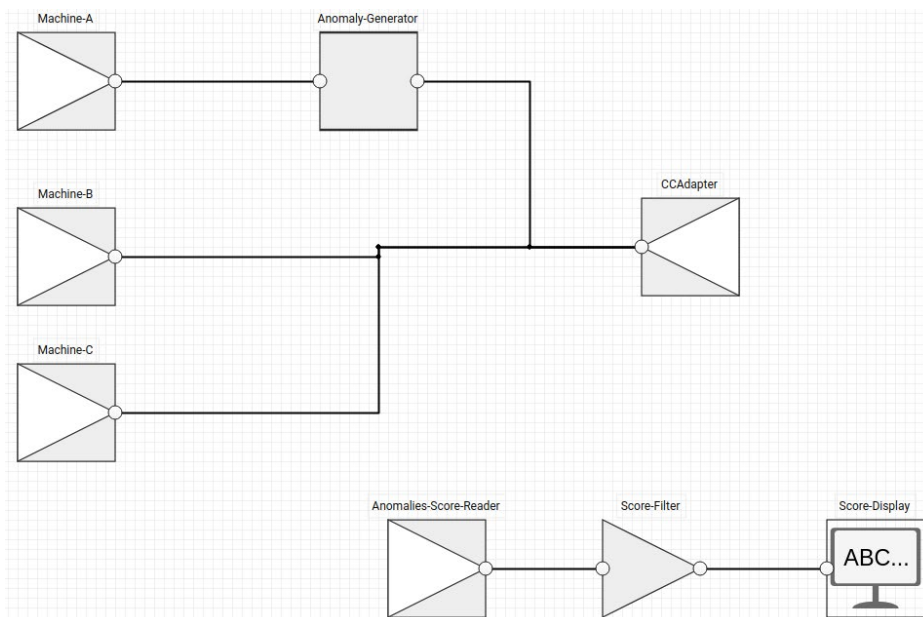 Machine-A
Anomaly-Generator
CCAdapter
Machine-B
Machine-C
Anomalies-Score-Reader
Score-Filter
Score-Display
ABC...